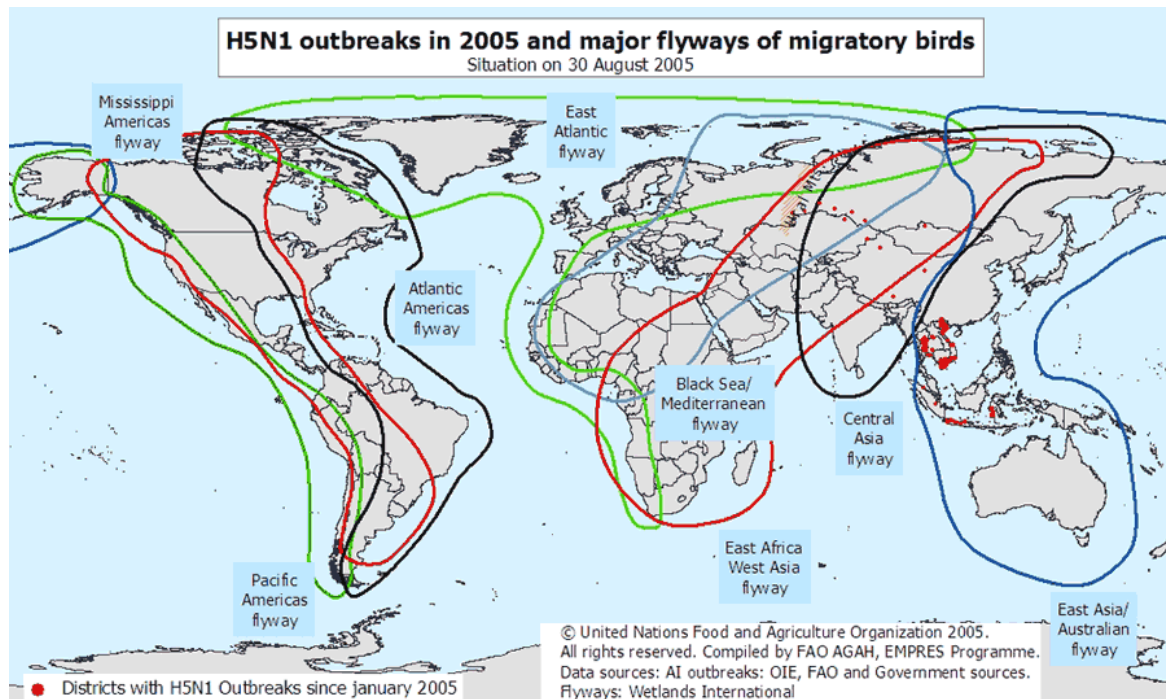 H5N1 outbreaks in 2005 and major flyways of migratory birds
Situation on 30 August 2005
Mississippi
Americas
flyway
East
Atlantic
flyway
Atlantic
Americas
flyway
Black Sea/
Mediterranean
flyway
Central
Asia
flyway
East Africa
West Asia
flyway
Pacific
Americas
flyway
East Asia/
Australian
flyway
© United Nations Food and Agriculture Organization 2005.
All rights reserved. Compiled by FAO AGAH, EMPRES Programme.
Data sources: AI outbreaks: OIE, FAO and Government sources.
Flyways: Wetlands International
Districts with H5N1 Outbreaks since january 2005